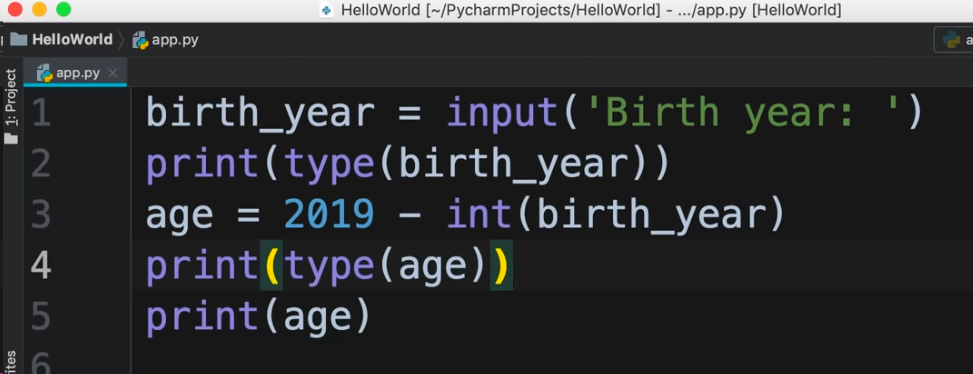 HelloWorld [~/PycharmProjects/HelloWorld] - .../app.py [HelloWorld]
HelloWorld app.py
app.py
1: Project
1 birth_year = input('Birth year: ')
2 print(type(birth_year))
3 age = 2019 - int(birth_year)
4 print(type(age))
5 print(age)
6